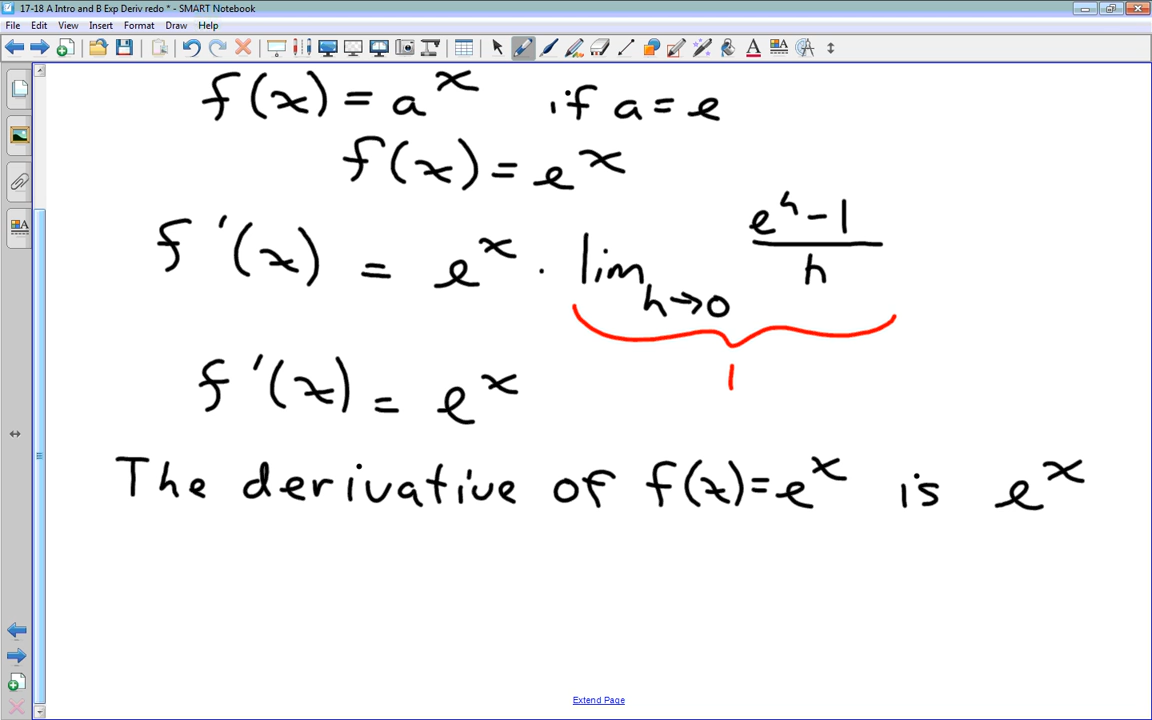 17-18 A Intro and B Exp Deriv redo * - SMART Notebook
File Edit View Insert Format Draw Help
f(x) = a^x if a = e
f(x) = e^x
f'(x) = e^x · lim h→0 (e^h - 1)/h
1
f'(x) = e^x
The derivative of f(x)=e^x is e^x
Extend Page